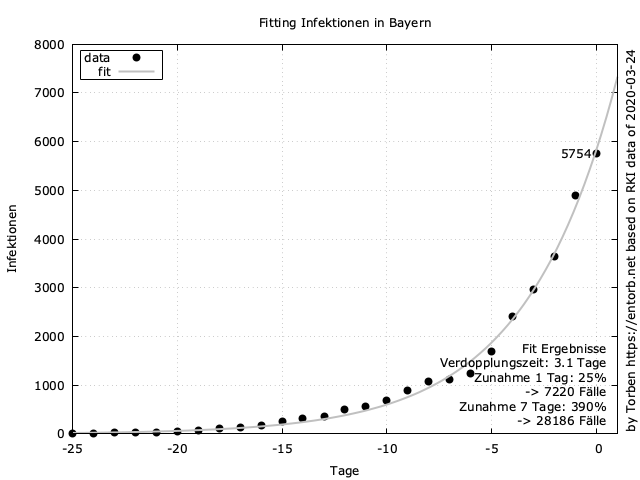 Fitting Infektionen in Bayern
8000
7000
6000
5000
4000
3000
2000
1000
0
data
fit
5754
Fit Ergebnisse
Verdopplungszeit: 3.1 Tage
Zunahme 1 Tag: 25%
-> 7220 Fälle
Zunahme 7 Tage: 390%
-> 28186 Fälle
-25
-20
-15
-10
-5
0
Tage
Infektionen
by Torben https://entorb.net based on RKI data of 2020-03-24